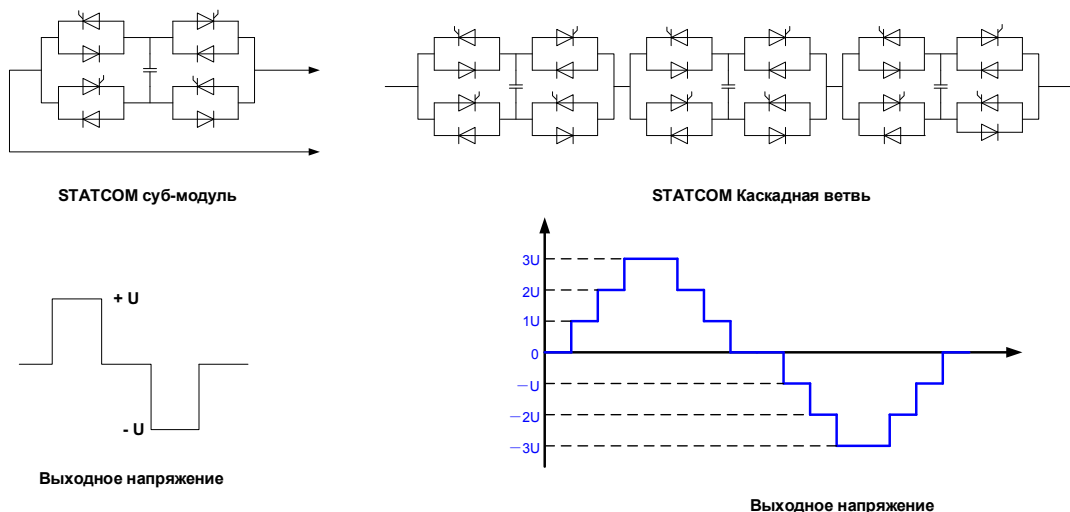 STATCOM суб-модуль
STATCOM Каскадная ветвь
+ U
- U
Выходное напряжение
3U
2U
1U
0
—U
—2U
—3U
Выходное напряжение